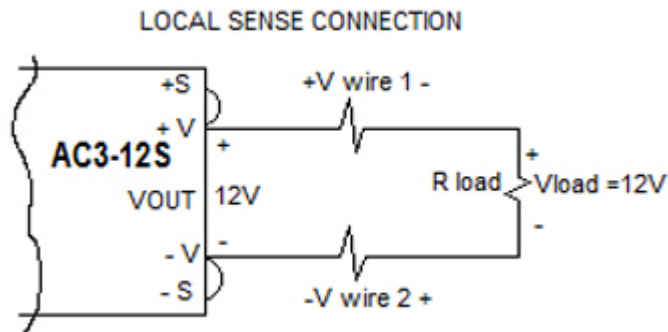 LOCAL SENSE CONNECTION
+S
+V wire 1 -
+ V
+
AC3-12S
+
R load
Vload =12V
VOUT
12V
-
- V
-
- S
-V wire 2 +